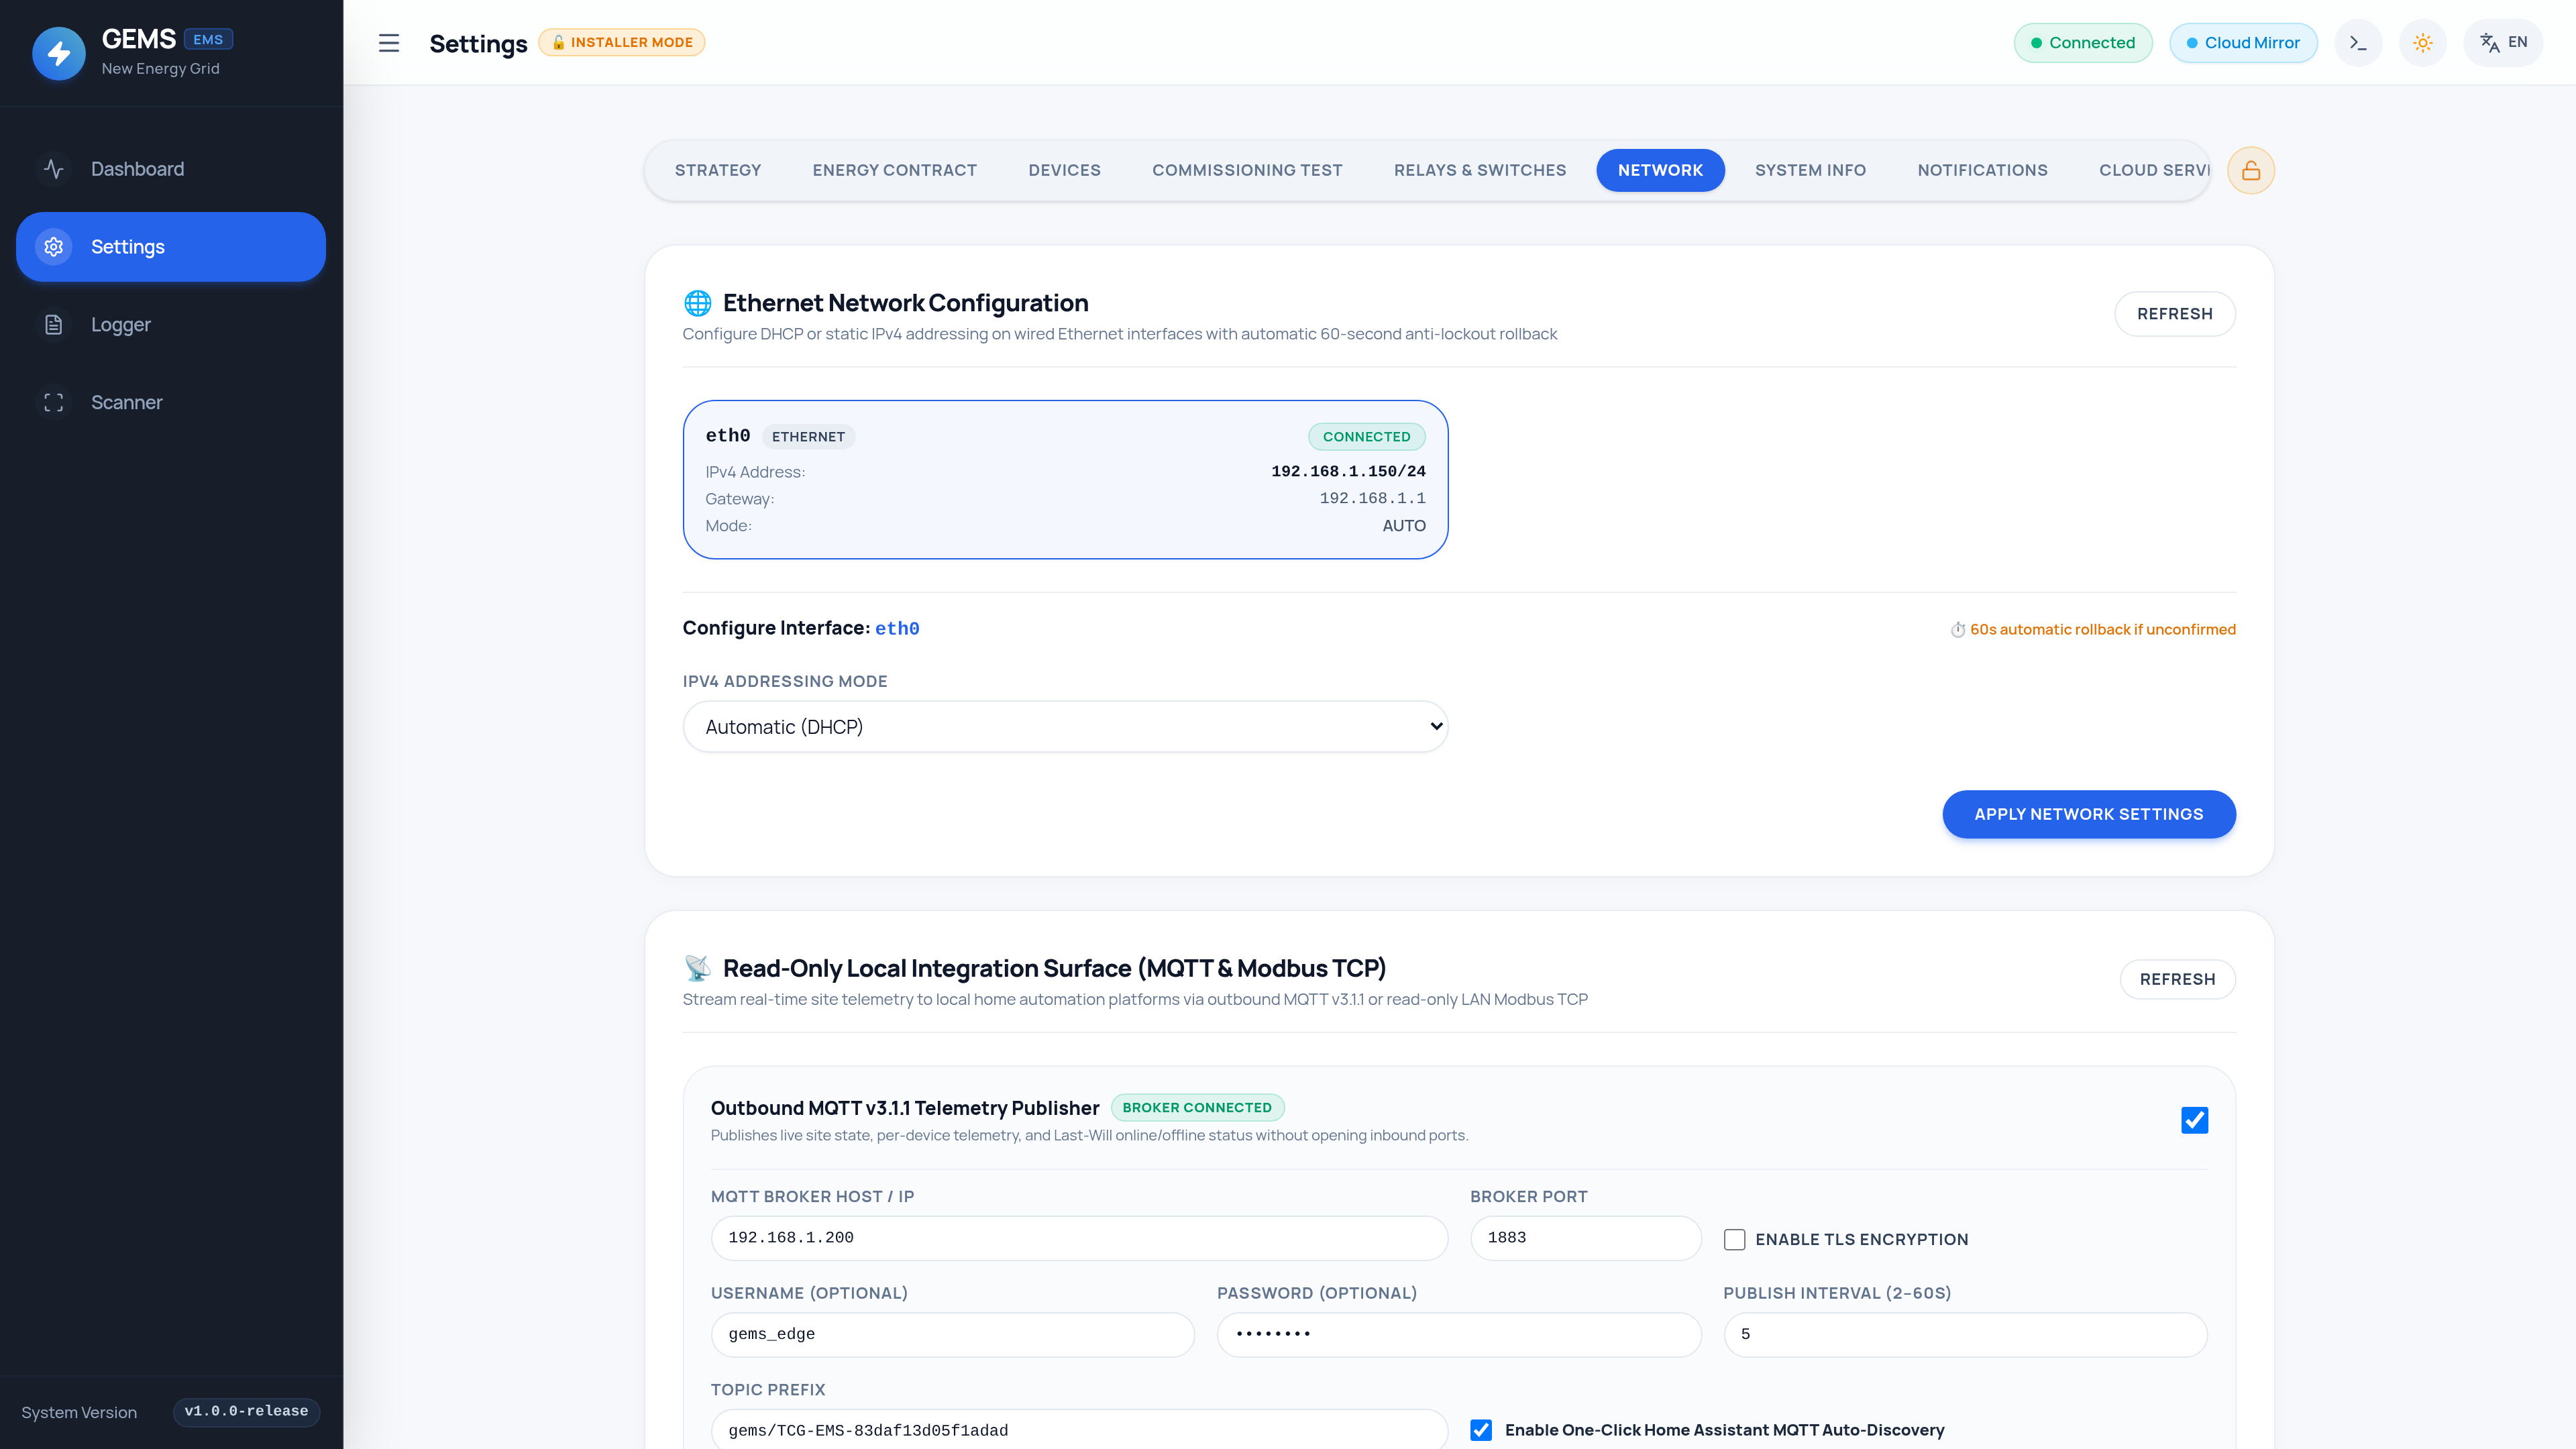 GEMS EMS
New Energy Grid
Dashboard
Settings
Logger
Scanner
System Version v1.0.0-release
Settings INSTALLER MODE
Connected Cloud Mirror EN
STRATEGY ENERGY CONTRACT DEVICES COMMISSIONING TEST RELAYS & SWITCHES NETWORK SYSTEM INFO NOTIFICATIONS CLOUD SERVI
Ethernet Network Configuration
Configure DHCP or static IPv4 addressing on wired Ethernet interfaces with automatic 60-second anti-lockout rollback
REFRESH
eth0 ETHERNET CONNECTED
IPv4 Address: 192.168.1.150/24
Gateway: 192.168.1.1
Mode: AUTO
Configure Interface: eth0
60s automatic rollback if unconfirmed
IPV4 ADDRESSING MODE
Automatic (DHCP)
APPLY NETWORK SETTINGS
Read-Only Local Integration Surface (MQTT & Modbus TCP)
Stream real-time site telemetry to local home automation platforms via outbound MQTT v3.1.1 or read-only LAN Modbus TCP
REFRESH
Outbound MQTT v3.1.1 Telemetry Publisher BROKER CONNECTED
Publishes live site state, per-device telemetry, and Last-Will online/offline status without opening inbound ports.
MQTT BROKER HOST / IP BROKER PORT
192.168.1.200 1883 ENABLE TLS ENCRYPTION
USERNAME (OPTIONAL) PASSWORD (OPTIONAL) PUBLISH INTERVAL (2–60S)
gems_edge •••••••• 5
TOPIC PREFIX
gems/TCG-EMS-83daf13d05f1adad Enable One-Click Home Assistant MQTT Auto-Discovery